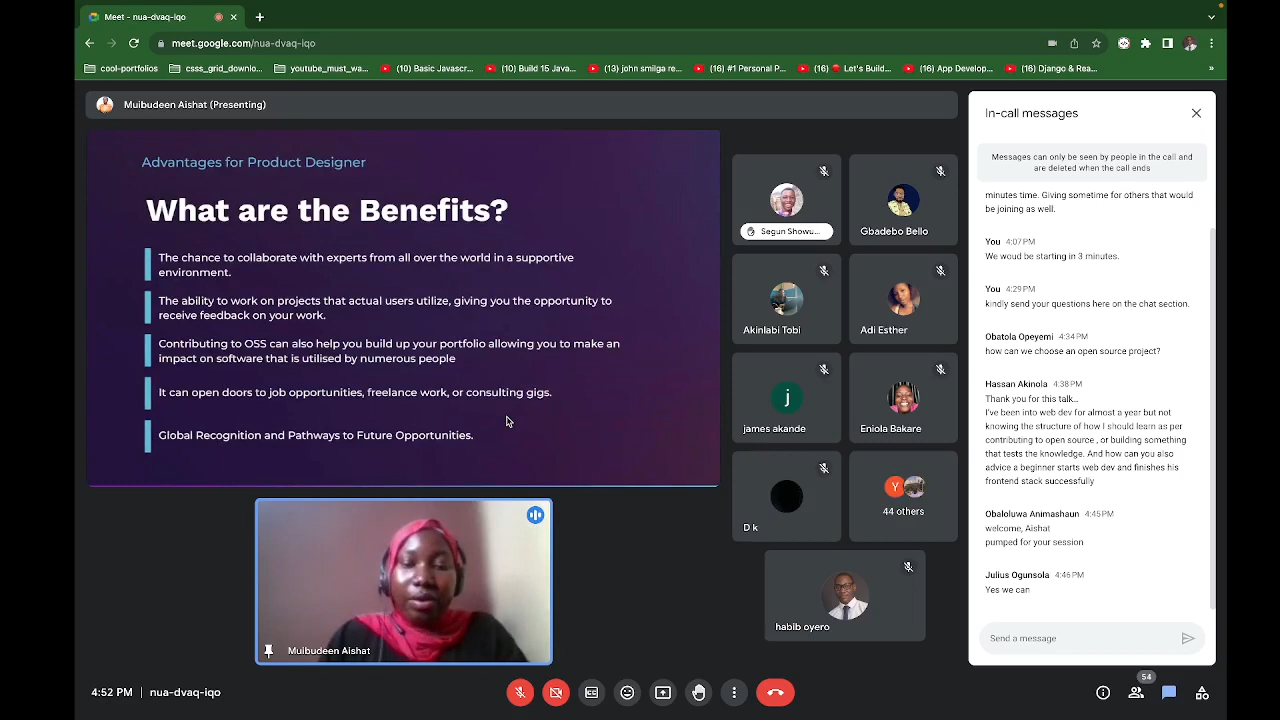 Meet - nua-dvaq-iqo
meet.google.com/nua-dvaq-iqo
cool-portfolios
csss_grid_downlo...
youtube_must_wa...
(10) Basic Javascr...
(10) Build 15 Java...
(13) john smilga re...
(16) #1 Personal P...
(16) 🔴 Let's Build...
(16) App Develop...
(16) Django & Rea...
»
Muibudeen Aishat (Presenting)
Advantages for Product Designer
What are the Benefits?
The chance to collaborate with experts from all over the world in a supportive
environment.
The ability to work on projects that actual users utilize, giving you the opportunity to
receive feedback on your work.
Contributing to OSS can also help you build up your portfolio allowing you to make an
impact on software that is utilised by numerous people
It can open doors to job opportunities, freelance work, or consulting gigs.
Global Recognition and Pathways to Future Opportunities.
Muibudeen Aishat
Segun Showu...
Gbadebo Bello
Akinlabi Tobi
Adi Esther
j
james akande
Eniola Bakare
D k
Y
44 others
habib oyero
In-call messages
Messages can only be seen by people in the call and
are deleted when the call ends
minutes time. Giving sometime for others that would
be joining as well.
You 4:07 PM
We woud be starting in 3 minutes.
You 4:29 PM
kindly send your questions here on the chat section.
Obatola Opeyemi 4:34 PM
how can we choose an open source project?
Hassan Akinola 4:38 PM
Thank you for this talk...
I've been into web dev for almost a year but not
knowing the structure of how I should learn as per
contributing to open source , or building something
that tests the knowledge. And how can you also
advice a beginner starts web dev and finishes his
frontend stack successfully
Obaloluwa Animashaun 4:45 PM
welcome, Aishat
pumped for your session
Julius Ogunsola 4:46 PM
Yes we can
Send a message
4:52 PM | nua-dvaq-iqo
54